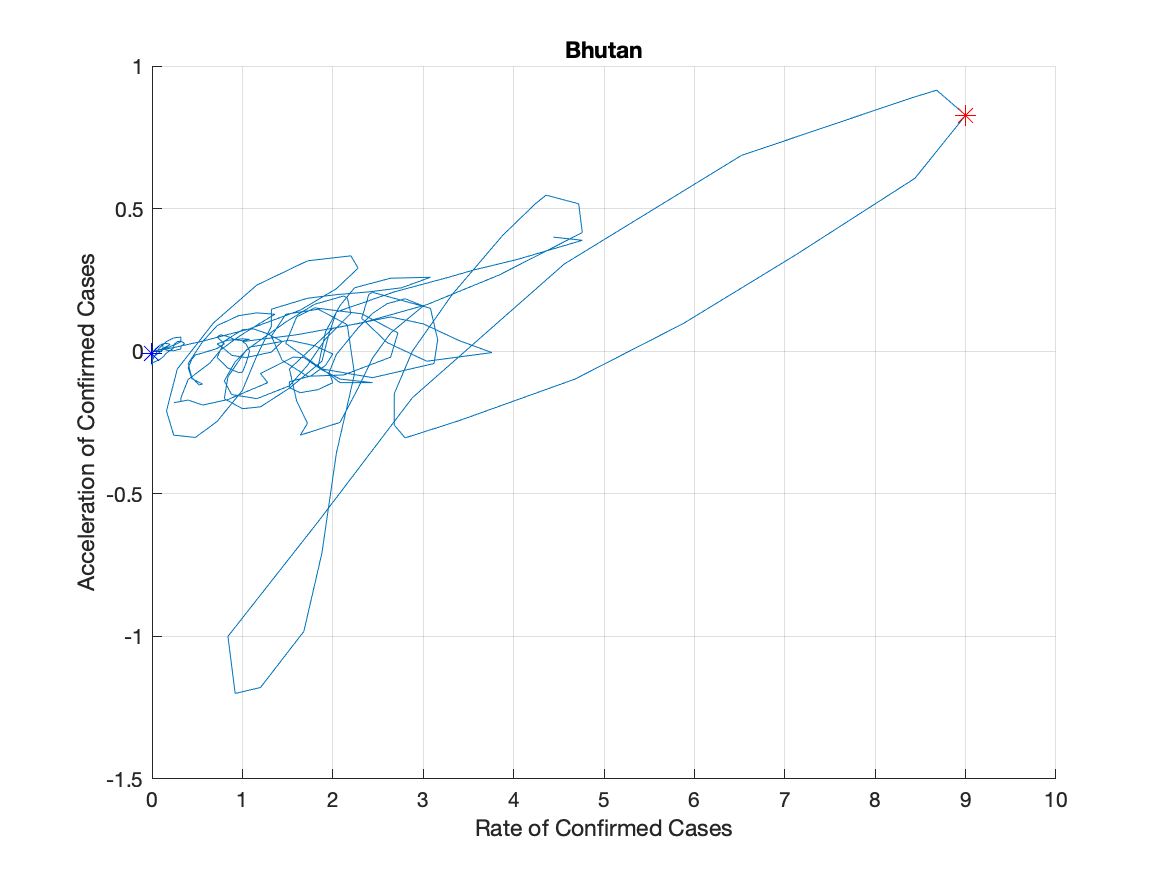 Bhutan
1
0.5
0
-0.5
-1
-1.5
Acceleration of Confirmed Cases
0 1 2 3 4 5 6 7 8 9 10
Rate of Confirmed Cases